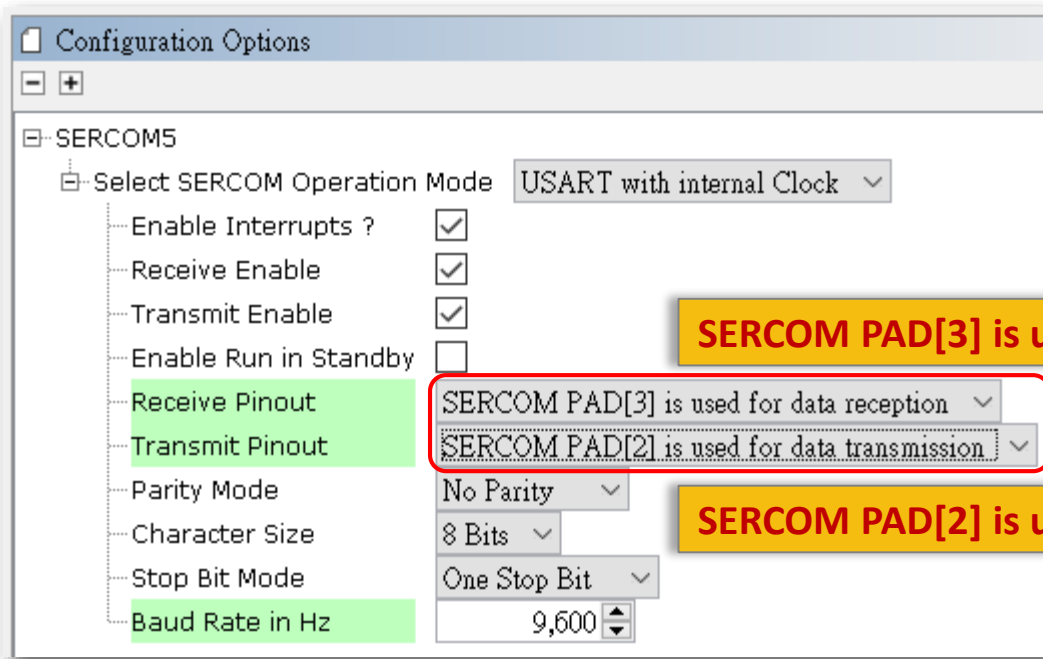 Configuration Options
SERCOM5
Select SERCOM Operation Mode USART with internal Clock
Enable Interrupts ?
Receive Enable
Transmit Enable
SERCOM PAD[3] is u
Enable Run in Standby
Receive Pinout SERCOM PAD[3] is used for data reception
Transmit Pinout SERCOM PAD[2] is used for data transmission
Parity Mode No Parity
SERCOM PAD[2] is u
Character Size 8 Bits
Stop Bit Mode One Stop Bit
Baud Rate in Hz 9,600